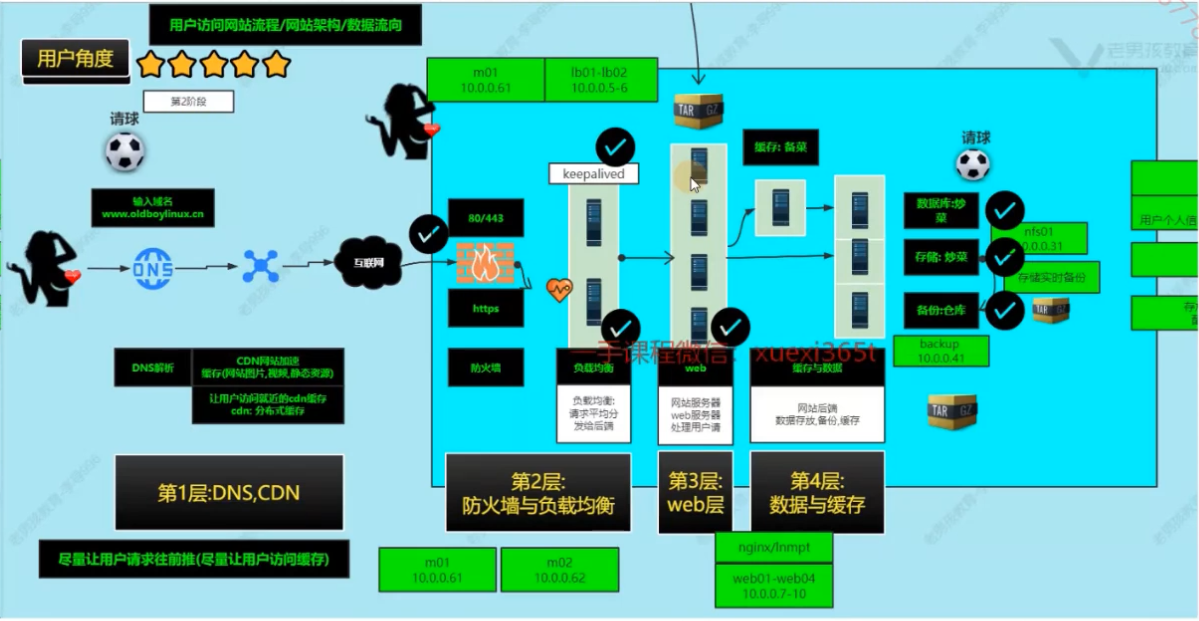 用户访问网站流程/网站架构/数据流向
用户角度
第2阶段
请球
输入域名
www.oldboylinux.cn
DNS
互联网
DNS解析
CDN网站加速
缓存(网站图片,视频,静态资源)
让用户访问就近的cdn缓存
cdn: 分布式缓存
第1层:DNS,CDN
尽量让用户请求往前推(尽量让用户访问缓存)
m01
10.0.0.61
lb01-lb02
10.0.0.5-6
TAR GZ
keepalived
80/443
https
防火墙
负载均衡
负载均衡:
请求平均分
发给后端
web
网站服务器
web服务器
处理用户请
缓存: 备菜
缓存与数据
网站后端
数据存放,备份,缓存
请球
数据库:炒
菜
存储: 炒菜
备份:仓库
nfs01
0.0.0.31
存储实时备份
TAR GZ
backup
10.0.0.41
TAR GZ
用户个人信
一手课程微信: xuexi365t
第2层:
防火墙与负载均衡
第3层:
web层
第4层:
数据与缓存
m01
10.0.0.61
m02
10.0.0.62
nginx/lnmpt
web01-web04
10.0.0.7-10
老男孩教育